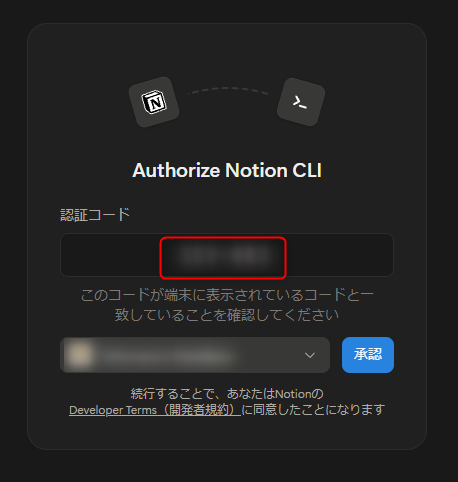 Authorize Notion CLI
認証コード
このコードが端末に表示されているコードと一
致していることを確認してください
承認
続行することで、あなたはNotionの
Developer Terms（開発者規約）に同意したことになります